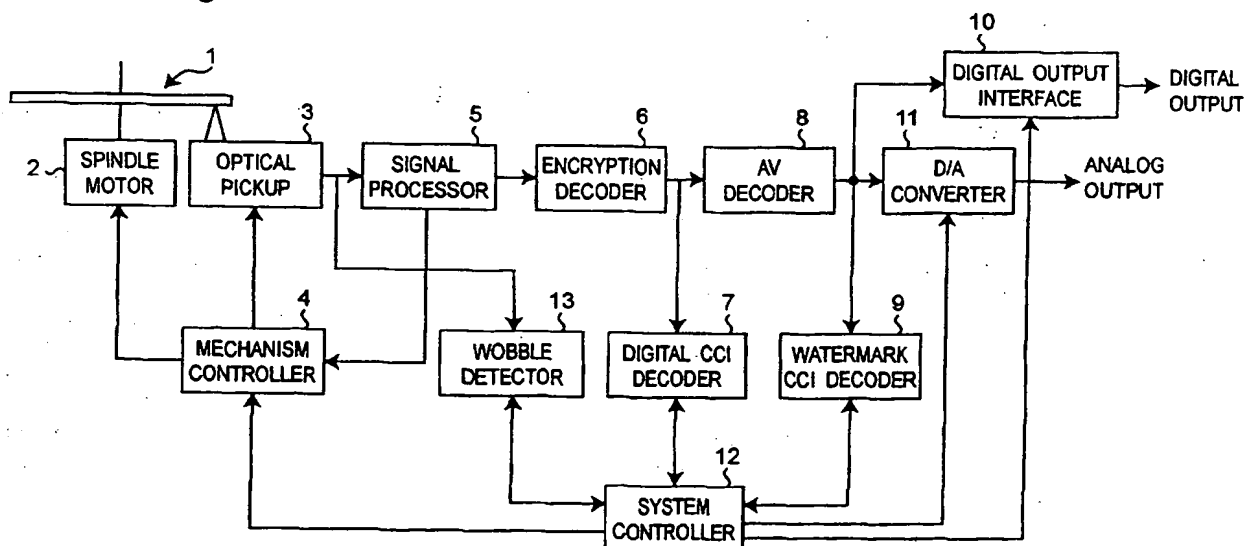 10
DIGITAL OUTPUT
INTERFACE
DIGITAL
OUTPUT
1
2
SPINDLE
MOTOR
3
OPTICAL
PICKUP
5
SIGNAL
PROCESSOR
6
ENCRYPTION
DECODER
8
AV
DECODER
11
D/A
CONVERTER
ANALOG
OUTPUT
4
MECHANISM
CONTROLLER
13
WOBBLE
DETECTOR
7
DIGITAL CCI
DECODER
9
WATERMARK
CCI DECODER
12
SYSTEM
CONTROLLER